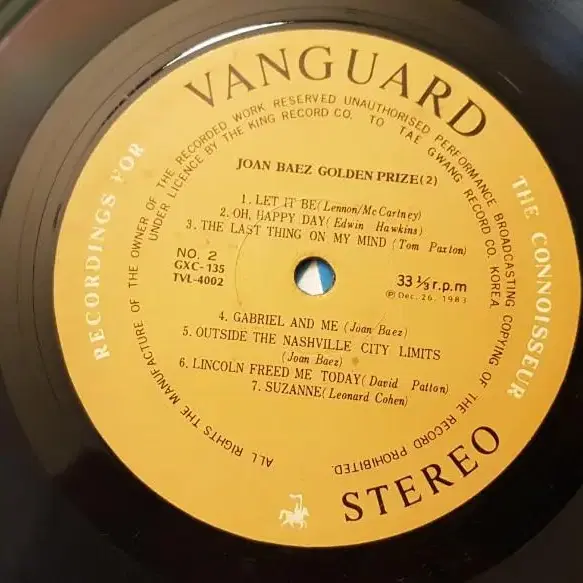 VANGUARD
RECORDINGS FOR THE CONNOISSEUR
ALL RIGHTS THE MANUFACTURE OF THE OWNER OF THE RECORDED WORK RESERVED UNAUTHORISED PERFORMANCE BROADCASTING COPYING OF THE RECORD PROHIBITED.
UNDER LICENCE BY THE KING RECORD CO. TO TAE GWANG RECORD CO. KOREA.
JOAN BAEZ GOLDEN PRIZE(2)
1. LET IT BE(Lennon/McCartney)
2. OH, HAPPY DAY(Edwin Hawkins)
3. THE LAST THING ON MY MIND (Tom Paxton)
NO. 2
GXC-135
TVL-4002
33 ⅓ r.p.m
Ⓟ Dec. 26. 1983
4. GABRIEL AND ME (Joan Baez)
5. OUTSIDE THE NASHVILLE CITY LIMITS
(Joan Baez)
6. LINCOLN FREED ME TODAY(David Patton)
7. SUZANNE(Leonard Cohen)
STEREO